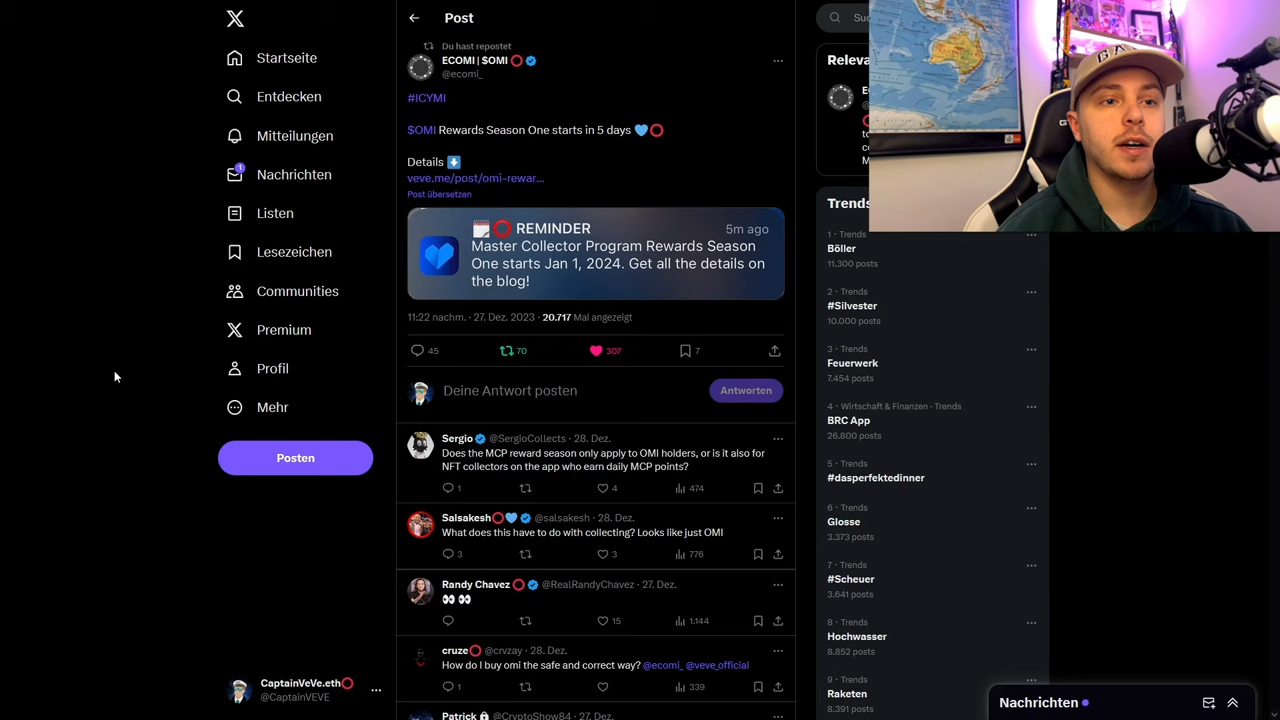 Startseite
Entdecken
Mitteilungen
1
Nachrichten
Listen
Lesezeichen
Communities
Premium
Profil
Mehr
Posten
CaptainVeVe.eth⭕
@CaptainVEVE
Post
Du hast repostet
ECOMI | $OMI ⭕
@ecomi_
#ICYMI
$OMI Rewards Season One starts in 5 days 🩵⭕
Details ⬇️
veve.me/post/omi-rewar...
Post übersetzen
🗓️⭕ REMINDER 5m ago
Master Collector Program Rewards Season
One starts Jan 1, 2024. Get all the details on
the blog!
11:22 nachm. · 27. Dez. 2023 · 20.717 Mal angezeigt
45 70 307 7
Deine Antwort posten
Antworten
Sergio @SergioCollects · 28. Dez.
Does the MCP reward season only apply to OMI holders, or is it also for
NFT collectors on the app who earn daily MCP points?
1 4 474
Salsakesh⭕🩵 @salsakesh · 28. Dez.
What does this have to do with collecting? Looks like just OMI
3 3 776
Randy Chavez ⭕ @RealRandyChavez · 27. Dez.
👀 👀
15 1.144
cruze⭕ @crvzay · 28. Dez.
How do I buy omi the safe and correct way? @ecomi_ @veve_official
1 339
Patrick 🔒 @CryptoShow84 · 27. Dez.
Trends
1 · Trends
Böller
11.300 posts
2 · Trends
#Silvester
10.000 posts
3 · Trends
Feuerwerk
7.454 posts
4 · Wirtschaft & Finanzen · Trends
BRC App
26.800 posts
5 · Trends
#dasperfektedinner
6 · Trends
Glosse
3.373 posts
7 · Trends
#Scheuer
3.641 posts
8 · Trends
Hochwasser
8.852 posts
9 · Trends
Raketen
8.391 posts
Nachrichten